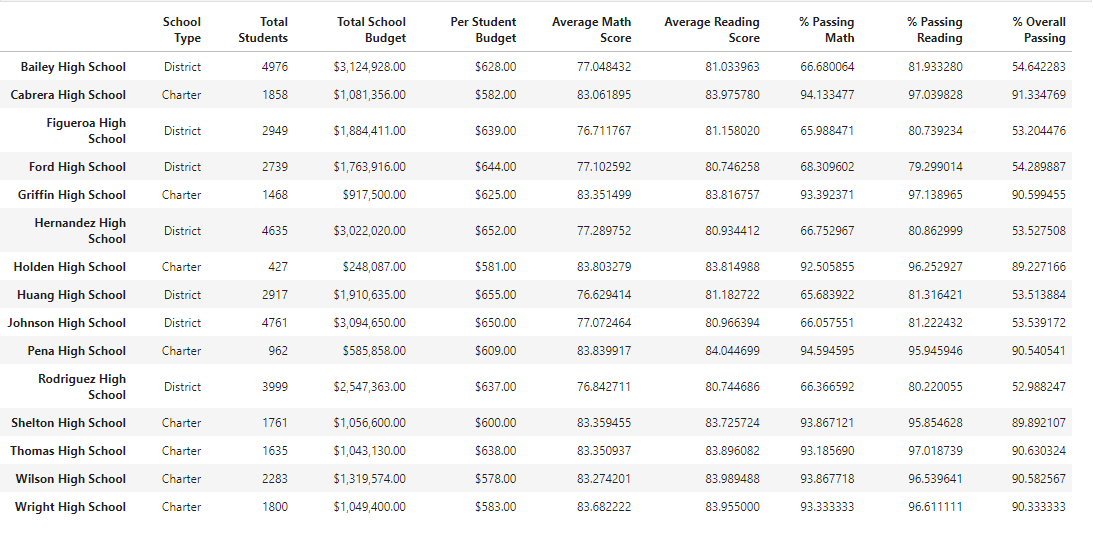 School Type Total Students Total School Budget Per Student Budget Average Math Score Average Reading Score % Passing Math % Passing Reading % Overall Passing
Bailey High School District 4976 $3,124,928.00 $628.00 77.048432 81.033963 66.680064 81.933280 54.642283
Cabrera High School Charter 1858 $1,081,356.00 $582.00 83.061895 83.975780 94.133477 97.039828 91.334769
Figueroa High School District 2949 $1,884,411.00 $639.00 76.711767 81.158020 65.988471 80.739234 53.204476
Ford High School District 2739 $1,763,916.00 $644.00 77.102592 80.746258 68.309602 79.299014 54.289887
Griffin High School Charter 1468 $917,500.00 $625.00 83.351499 83.816757 93.392371 97.138965 90.599455
Hernandez High School District 4635 $3,022,020.00 $652.00 77.289752 80.934412 66.752967 80.862999 53.527508
Holden High School Charter 427 $248,087.00 $581.00 83.803279 83.814988 92.505855 96.252927 89.227166
Huang High School District 2917 $1,910,635.00 $655.00 76.629414 81.182722 65.683922 81.316421 53.513884
Johnson High School District 4761 $3,094,650.00 $650.00 77.072464 80.966394 66.057551 81.222432 53.539172
Pena High School Charter 962 $585,858.00 $609.00 83.839917 84.044699 94.594595 95.945946 90.540541
Rodriguez High School District 3999 $2,547,363.00 $637.00 76.842711 80.744686 66.366592 80.220055 52.988247
Shelton High School Charter 1761 $1,056,600.00 $600.00 83.359455 83.725724 93.867121 95.854628 89.892107
Thomas High School Charter 1635 $1,043,130.00 $638.00 83.350937 83.896082 93.185690 97.018739 90.630324
Wilson High School Charter 2283 $1,319,574.00 $578.00 83.274201 83.989488 93.867718 96.539641 90.582567
Wright High School Charter 1800 $1,049,400.00 $583.00 83.682222 83.955000 93.333333 96.611111 90.333333